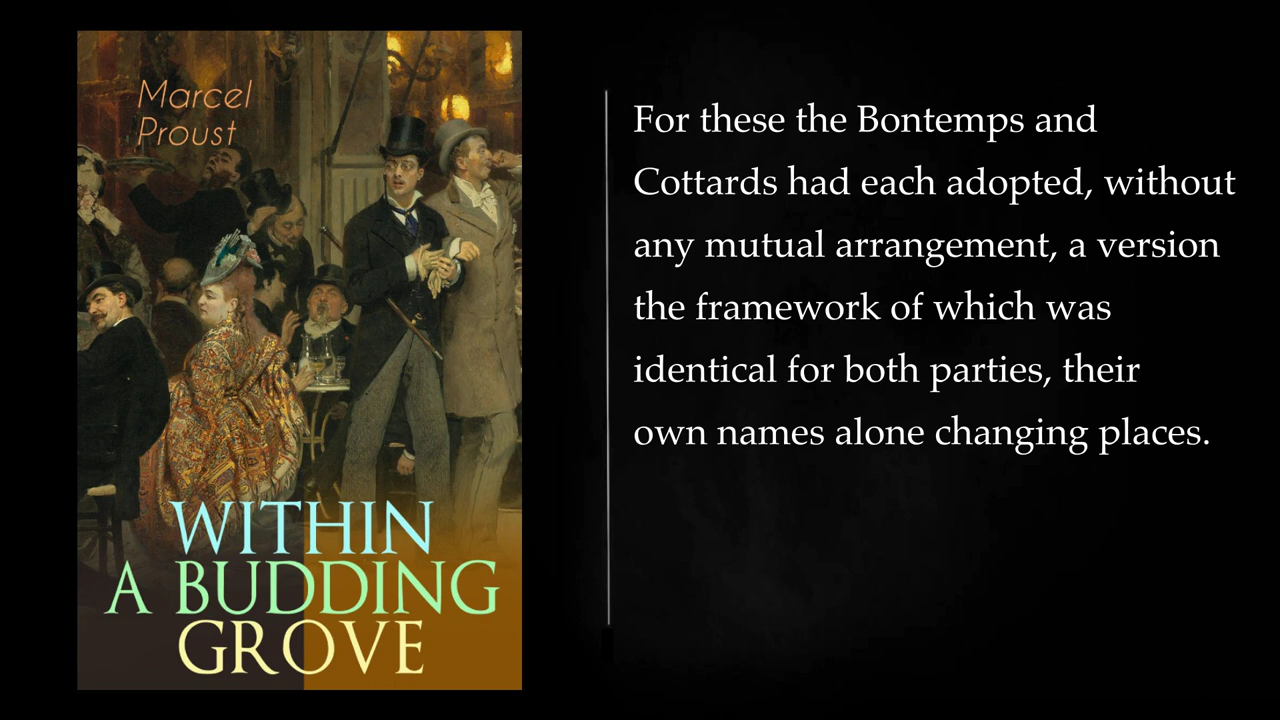 Marcel
Proust
WITHIN
A BUDDING
GROVE
For these the Bontemps and
Cottards had each adopted, without
any mutual arrangement, a version
the framework of which was
identical for both parties, their
own names alone changing places.